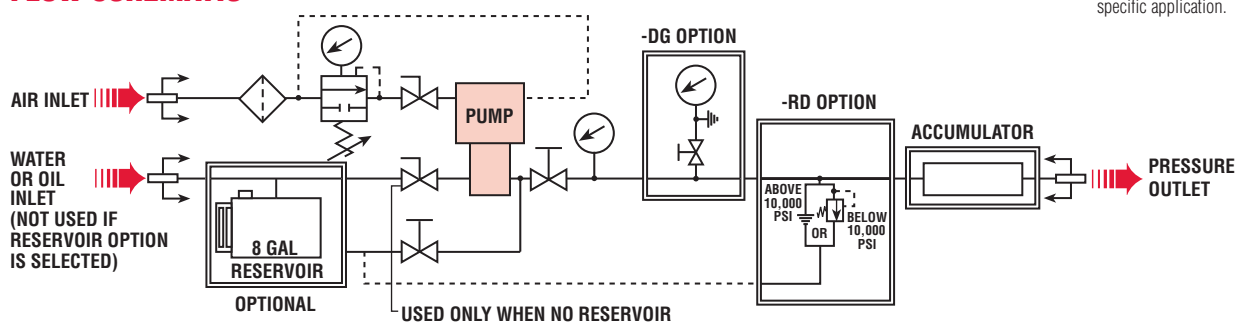 FLOW SCHEMATIC
specific application.
-DG OPTION
-RD OPTION
AIR INLET
PUMP
ACCUMULATOR
WATER
OR OIL
INLET
(NOT USED IF
RESERVOIR OPTION
IS SELECTED)
PRESSURE
OUTLET
ABOVE
10,000
PSI
OR
BELOW
10,000
PSI
8 GAL
RESERVOIR
OPTIONAL
USED ONLY WHEN NO RESERVOIR